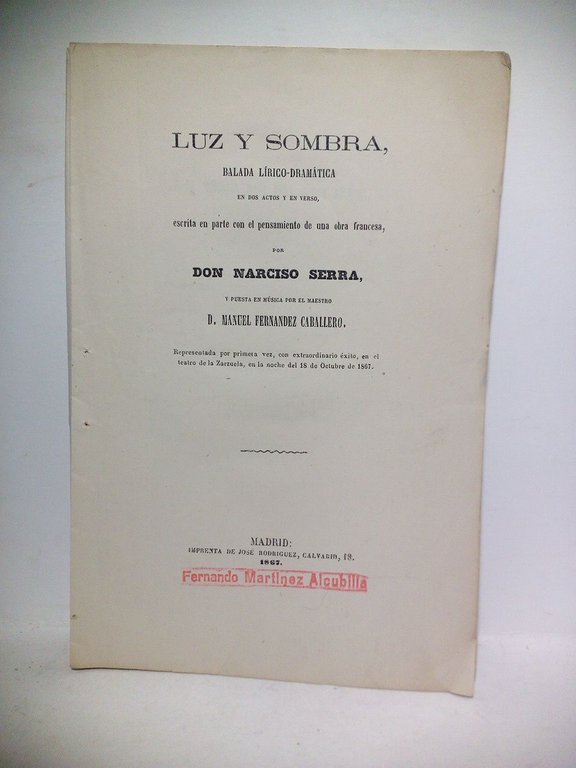 LUZ Y SOMBRA,
BALADA LÍRICO-DRAMÁTICA
EN DOS ACTOS Y EN VERSO,
escrita en parte con el pensamiento de una obra francesa,
POR
DON NARCISO SERRA,
Y PUESTA EN MÚSICA POR EL MAESTRO
D. MANUEL FERNANDEZ CABALLERO.
Representada por primera vez, con extraordinario éxito, en el
teatro de la Zarzuela, en la noche del 18 de Octubre de 1867.
MADRID:
IMPRENTA DE JOSÉ RODRIGUEZ, CALVARIO, 18.
1867.
Fernando Martinez Alcubilla